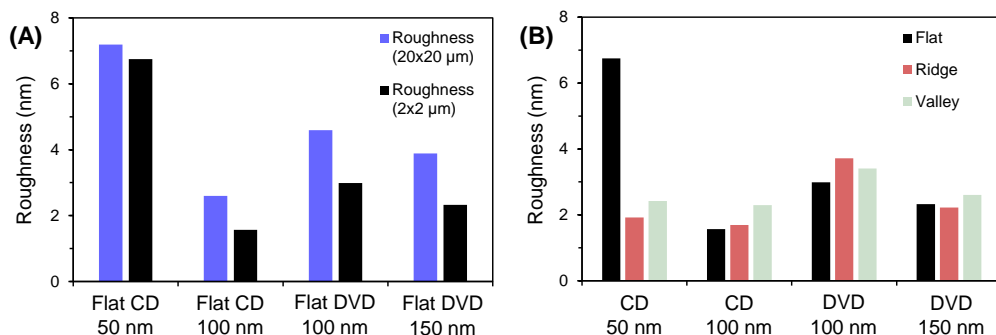 (A)
Roughness (nm)
8
6
4
2
0
Roughness
(20x20 µm)
Roughness
(2x2 µm)
Flat CD
50 nm
Flat CD
100 nm
Flat DVD
100 nm
Flat DVD
150 nm
(B)
Roughness (nm)
8
6
4
2
0
Flat
Ridge
Valley
CD
50 nm
CD
100 nm
DVD
100 nm
DVD
150 nm